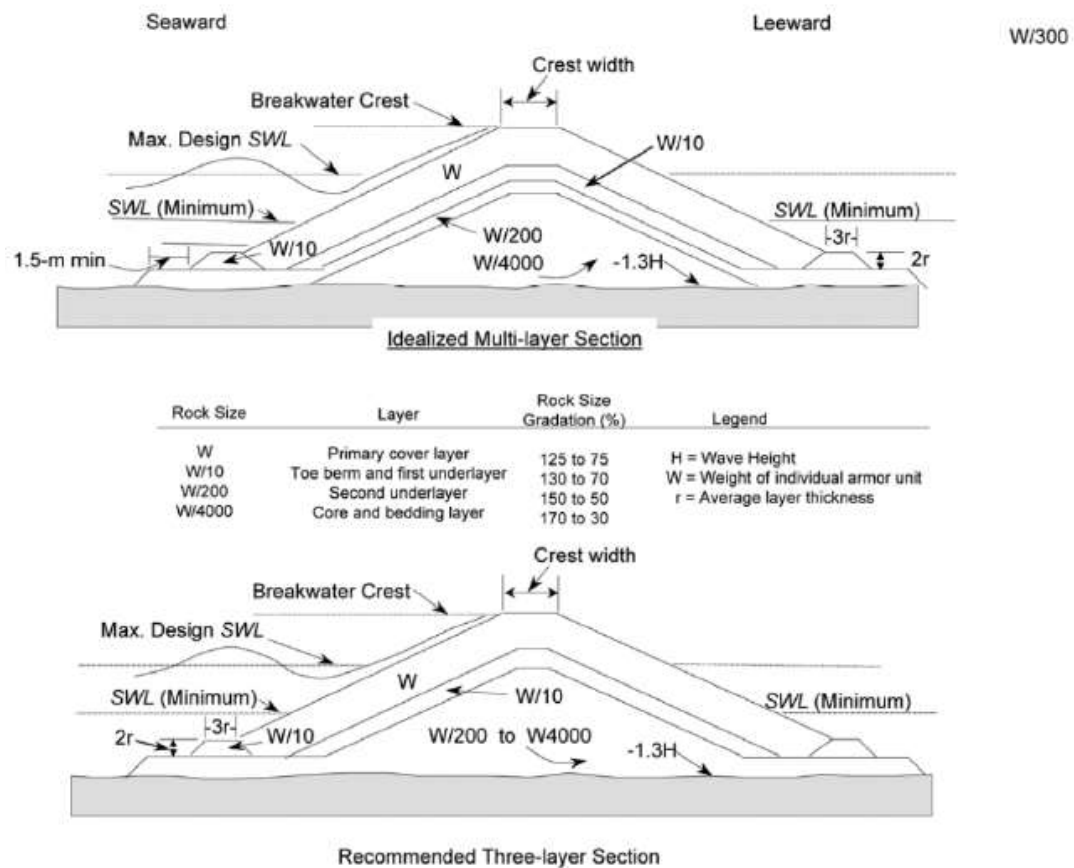 Seaward
Leeward
W/300
Crest width
Breakwater Crest
Max. Design SWL
W/10
W
SWL (Minimum)
SWL (Minimum)
W/10
W/200
-3r-
1.5-m min
W/4000
-1.3H
2r
Idealized Multi-layer Section
Rock Size Layer Rock Size Gradation (%) Legend
W Primary cover layer 125 to 75 H = Wave Height
W/10 Toe berm and first underlayer 130 to 70 W = Weight of individual armor unit
W/200 Second underlayer 150 to 50 r = Average layer thickness
W/4000 Core and bedding layer 170 to 30
Crest width
Breakwater Crest
Max. Design SWL
W
SWL (Minimum)
W/10
SWL (Minimum)
-3r-
2r
W/10
W/200 to W4000
-1.3H
Recommended Three-layer Section